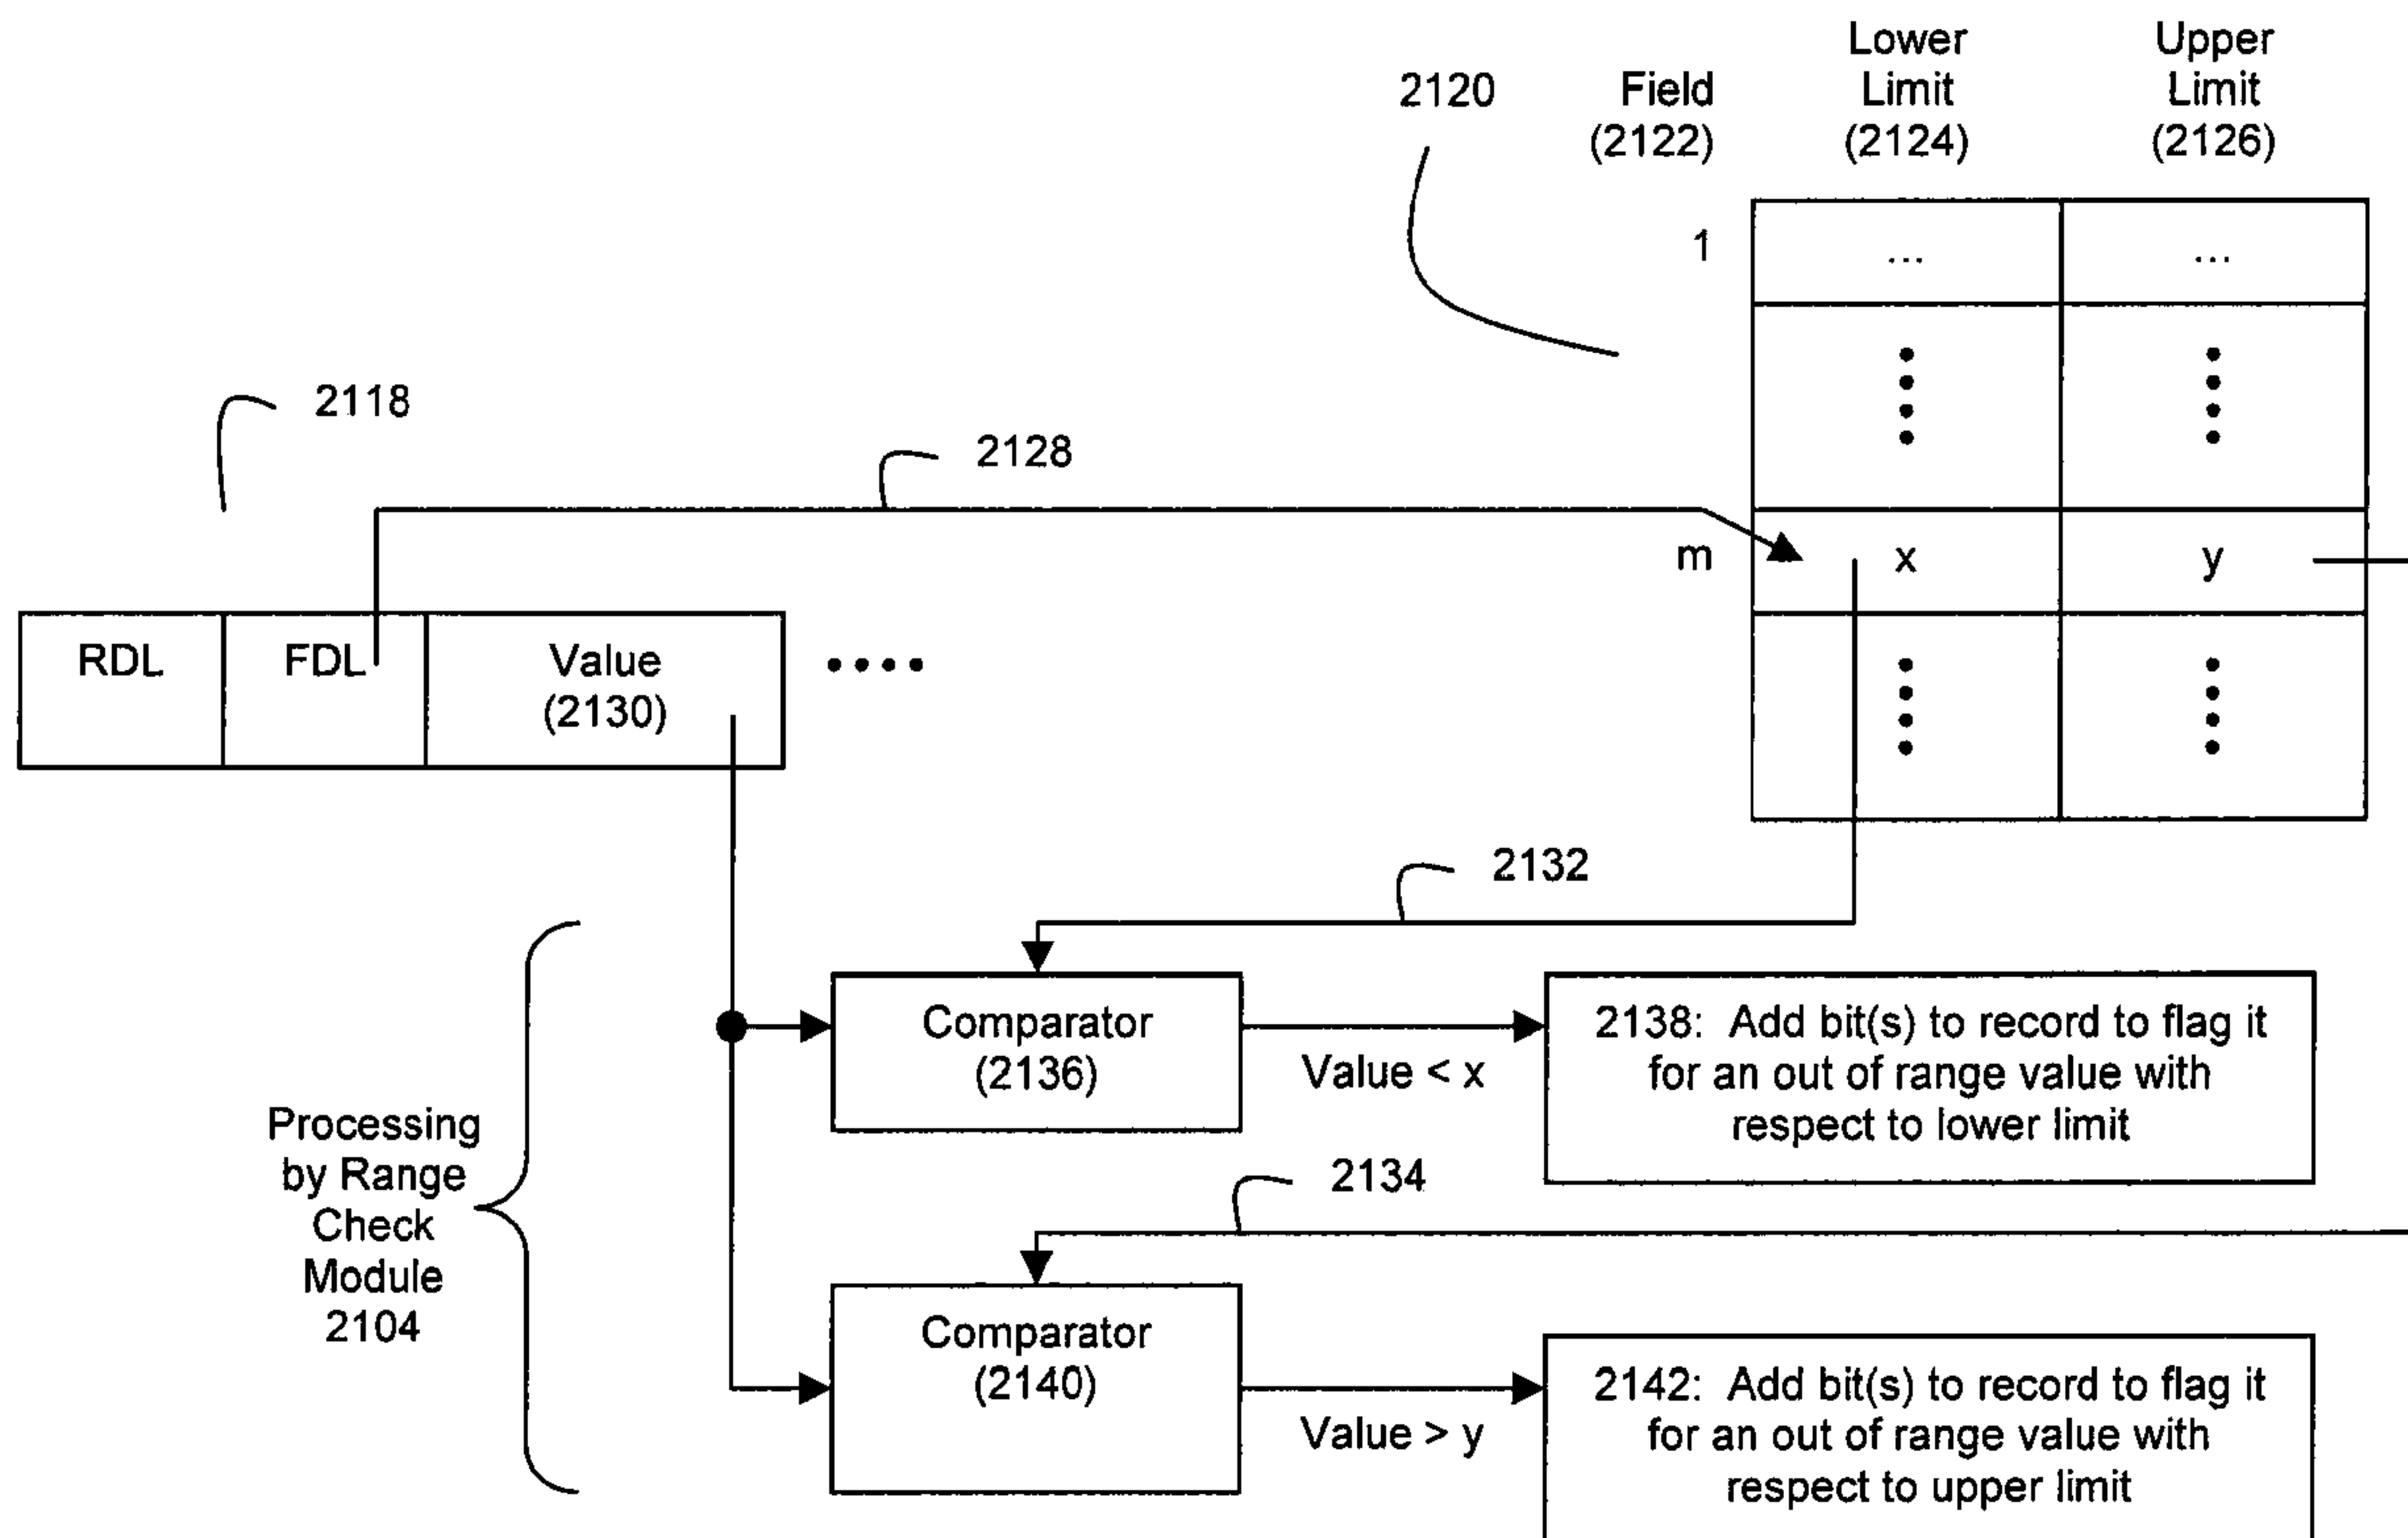 Lower
Upper
2120
Field
Limit
Limit
(2122)
(2124)
(2126)
1
...
...
2118
2128
m
x
y
RDL
FDL
Value
(2130)
2132
Comparator
(2136)
Value < x
2138: Add bit(s) to record to flag it
for an out of range value with
respect to lower limit
Processing
by Range
Check
Module
2104
2134
Comparator
(2140)
Value > y
2142: Add bit(s) to record to flag it
for an out of range value with
respect to upper limit